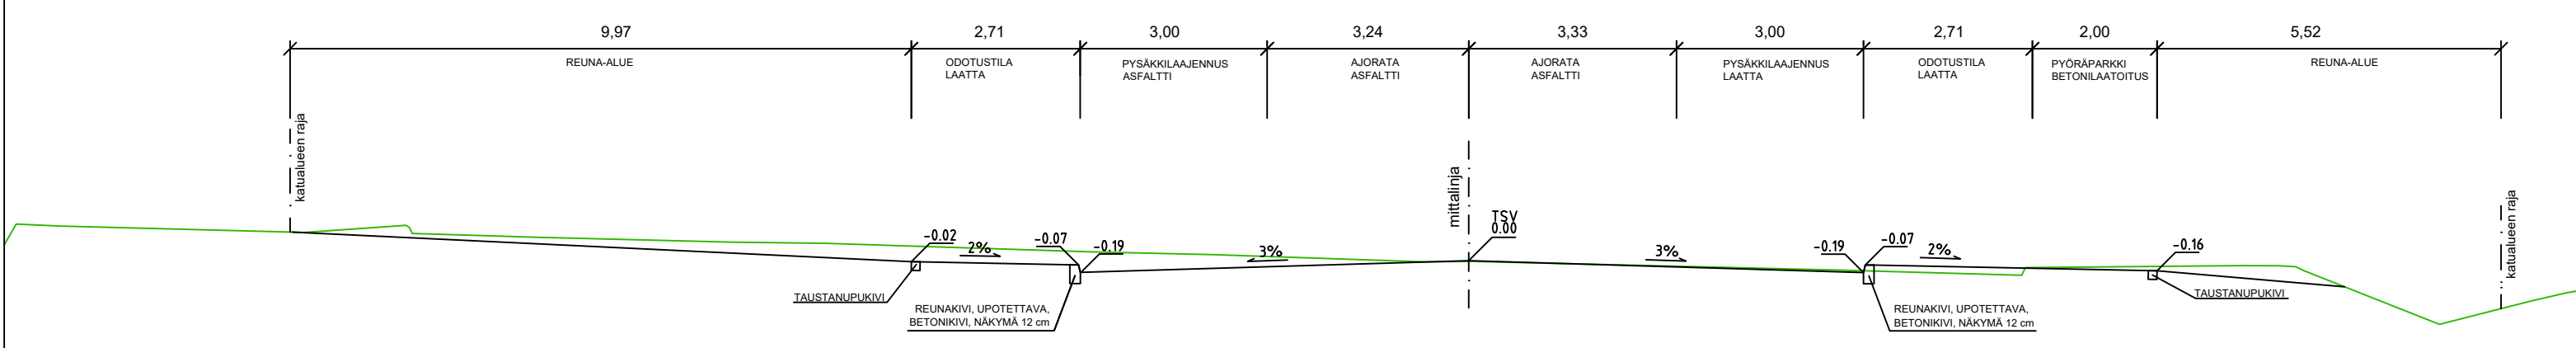 9,97
2,71
3,00
3,24
3,33
3,00
2,71
2,00
5,52
REUNA-ALUE
ODOTUSTILA
LAATTA
PYSÄKKILAAJENNUS
ASFALTTI
AJORATA
ASFALTTI
AJORATA
ASFALTTI
PYSÄKKILAAJENNUS
LAATTA
ODOTUSTILA
LAATTA
PYÖRÄPARKKI
BETONILAATOITUS
REUNA-ALUE
katualueen raja
mittalinja
katualueen raja
-0.02
2%
-0.07
-0.19
3%
TSV
0.00
3%
-0.19
-0.07
2%
-0.16
TAUSTANUPUKIVI
REUNAKIVI, UPOTETTAVA,
BETONIKIVI, NÄKYMÄ 12 cm
REUNAKIVI, UPOTETTAVA,
BETONIKIVI, NÄKYMÄ 12 cm
TAUSTANUPUKIVI